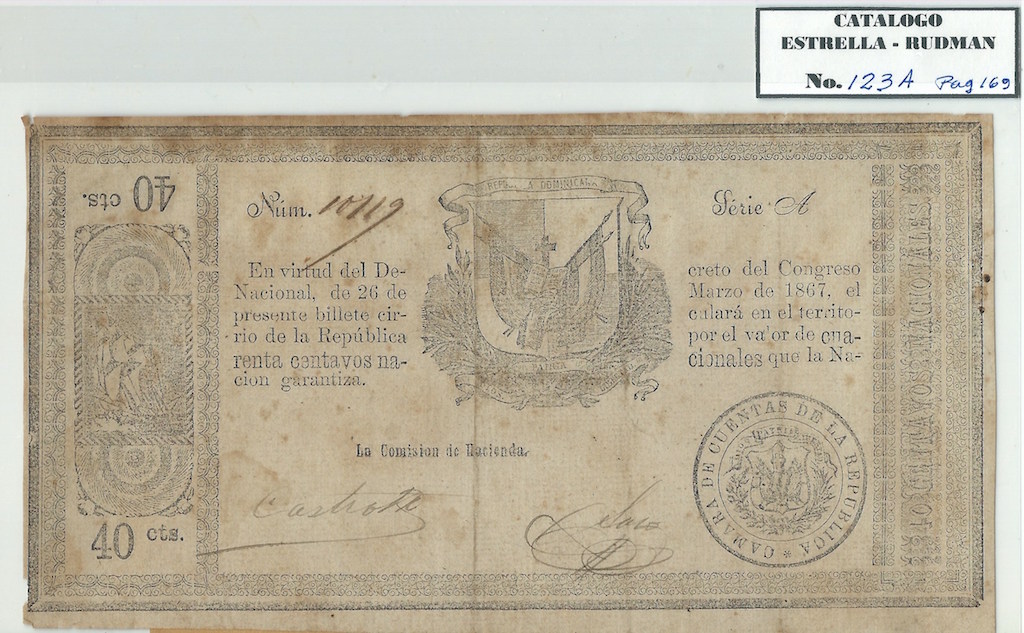 CATALOGO
ESTRELLA - RUDMAN
No. 123A Pag 169
40 cts.
Núm. 10119
REPUBLICA DOMINICANA
Série A
En virtud del De-creto del Congreso
Nacional, de 26 de Marzo de 1867, el
presente billete cir-culará en el territo-
rio de la República por el valor de cua-
renta centavos na-cionales que la Na-
cion garantiza.
La Comision de Hacienda.
40 cts.
CAMARA DE CUENTAS DE LA REPUBLICA *
40 CENTAVOS NACIONALES